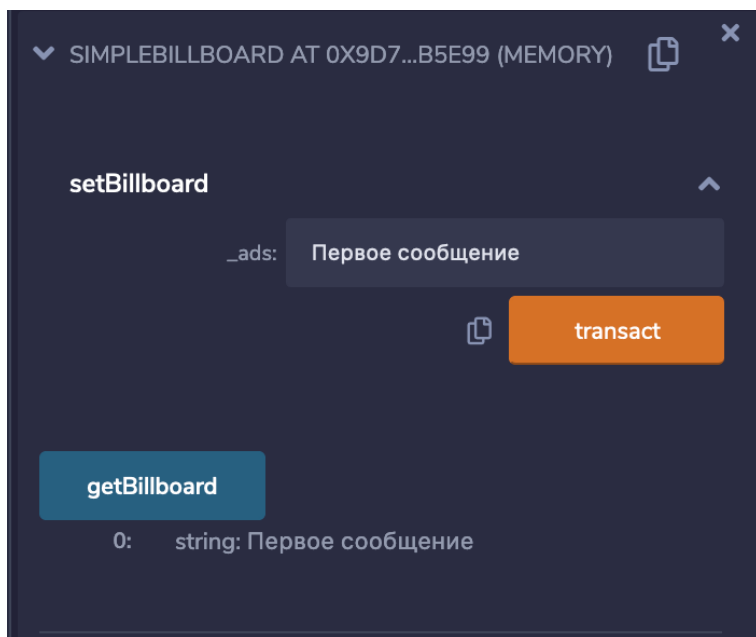 SIMPLEBILLBOARD AT 0X9D7...B5E99 (MEMORY)
setBillboard
_ads: Первое сообщение
transact
getBillboard
0: string: Первое сообщение